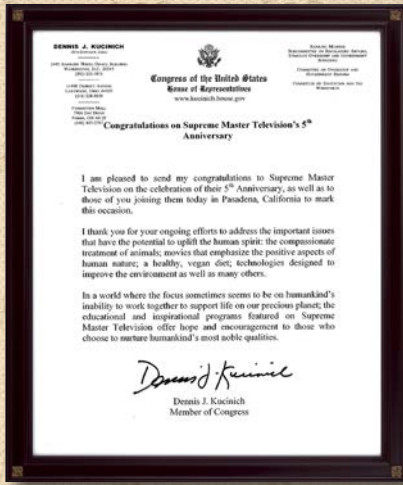 DENNIS J. KUCINICH
Congress of the United States
House of Representatives
www.kucinich.house.gov
Congratulations on Supreme Master Television's 5th
Anniversary
I am pleased to send my congratulations to Supreme Master
Television on the celebration of their 5th Anniversary, as well as to
those of you joining them today in Pasadena, California to mark
this occasion.
I thank you for your ongoing efforts to address the important issues
that have the potential to uplift the human spirit: the compassionate
treatment of animals; movies that emphasize the positive aspects of
human nature; a healthy, vegan diet; technologies designed to
improve the environment as well as many others.
In a world where the focus sometimes seems to be on humankind's
inability to work together to support life on our precious planet; the
educational and inspirational programs featured on Supreme
Master Television offer hope and encouragement to those who
choose to nurture humankind's most noble qualities.
Dennis J Kucinich
Dennis J. Kucinich
Member of Congress